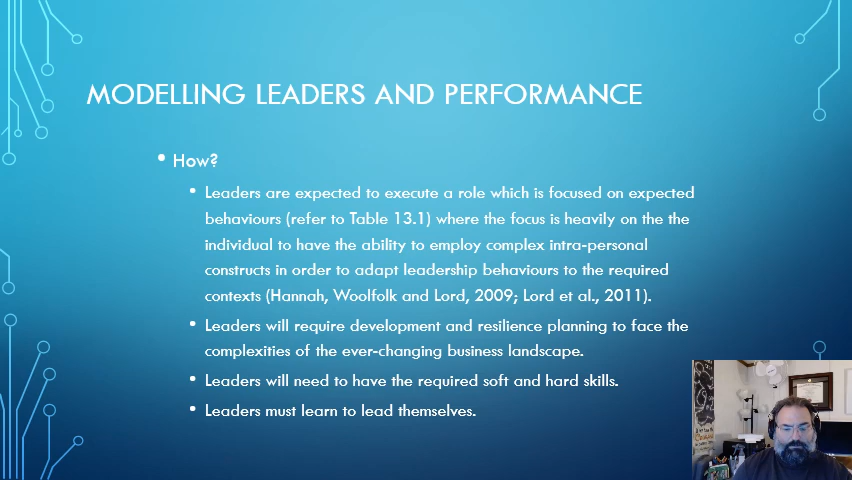 MODELLING LEADERS AND PERFORMANCE
• How?
• Leaders are expected to execute a role which is focused on expected
behaviours (refer to Table 13.1) where the focus is heavily on the the
individual to have the ability to employ complex intra-personal
constructs in order to adapt leadership behaviours to the required
contexts (Hannah, Woolfolk and Lord, 2009; Lord et al., 2011).
• Leaders will require development and resilience planning to face the
complexities of the ever-changing business landscape.
• Leaders will need to have the required soft and hard skills.
• Leaders must learn to lead themselves.